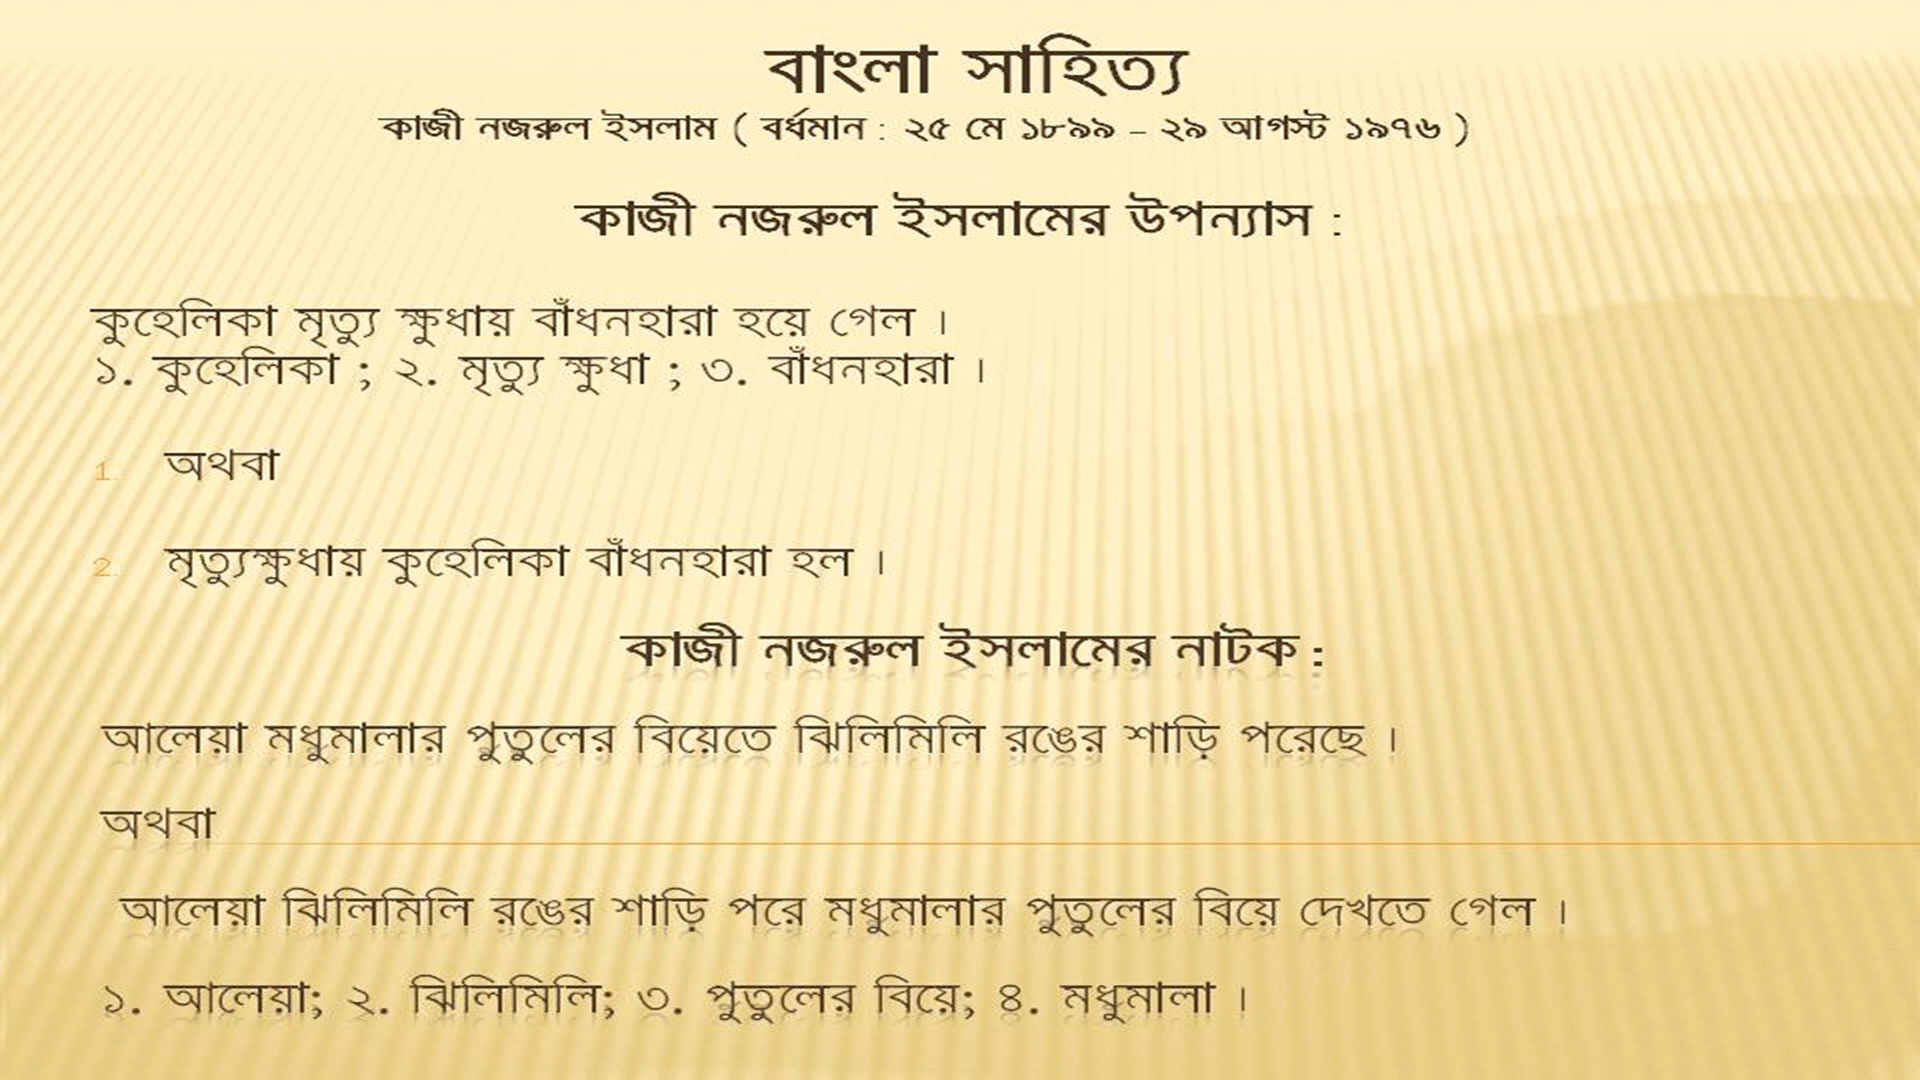 বাংলা সাহিত্য
কাজী নজরুল ইসলাম ( বর্ধমান : ২৫ মে ১৮৯৯ – ২৯ আগস্ট ১৯৭৬ )
কাজী নজরুল ইসলামের উপন্যাস :
কুহেলিকা মৃত্যু ক্ষুধায় বাঁধনহারা হয়ে গেল ।
১. কুহেলিকা ; ২. মৃত্যু ক্ষুধা ; ৩. বাঁধনহারা ।
1. অথবা
2. মৃত্যুক্ষুধায় কুহেলিকা বাঁধনহারা হল ।
কাজী নজরুল ইসলামের নাটক :
আলেয়া মধুমালার পুতুলের বিয়েতে ঝিলিমিলি রঙের শাড়ি পরেছে ।
অথবা
আলেয়া ঝিলিমিলি রঙের শাড়ি পরে মধুমালার পুতুলের বিয়ে দেখতে গেল ।
১. আলেয়া; ২. ঝিলিমিলি; ৩. পুতুলের বিয়ে; ৪. মধুমালা ।